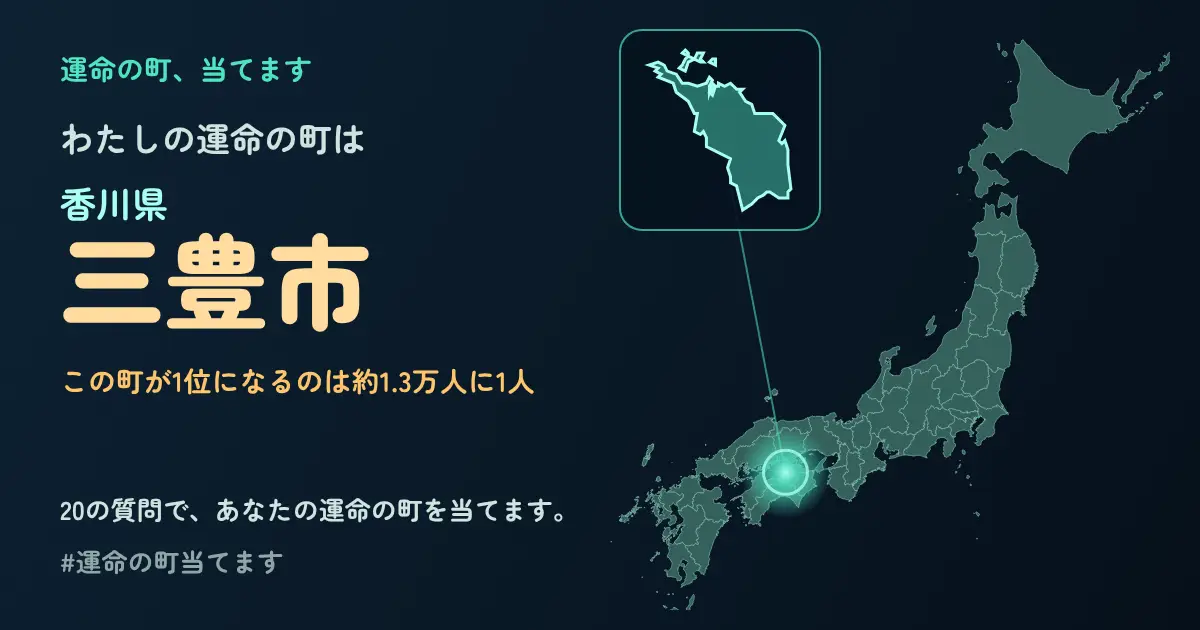 運命の町、当てます
わたしの運命の町は
香川県
三豊市
この町が1位になるのは約1.3万人に1人
20の質問で、あなたの運命の町を当てます。
#運命の町当てます